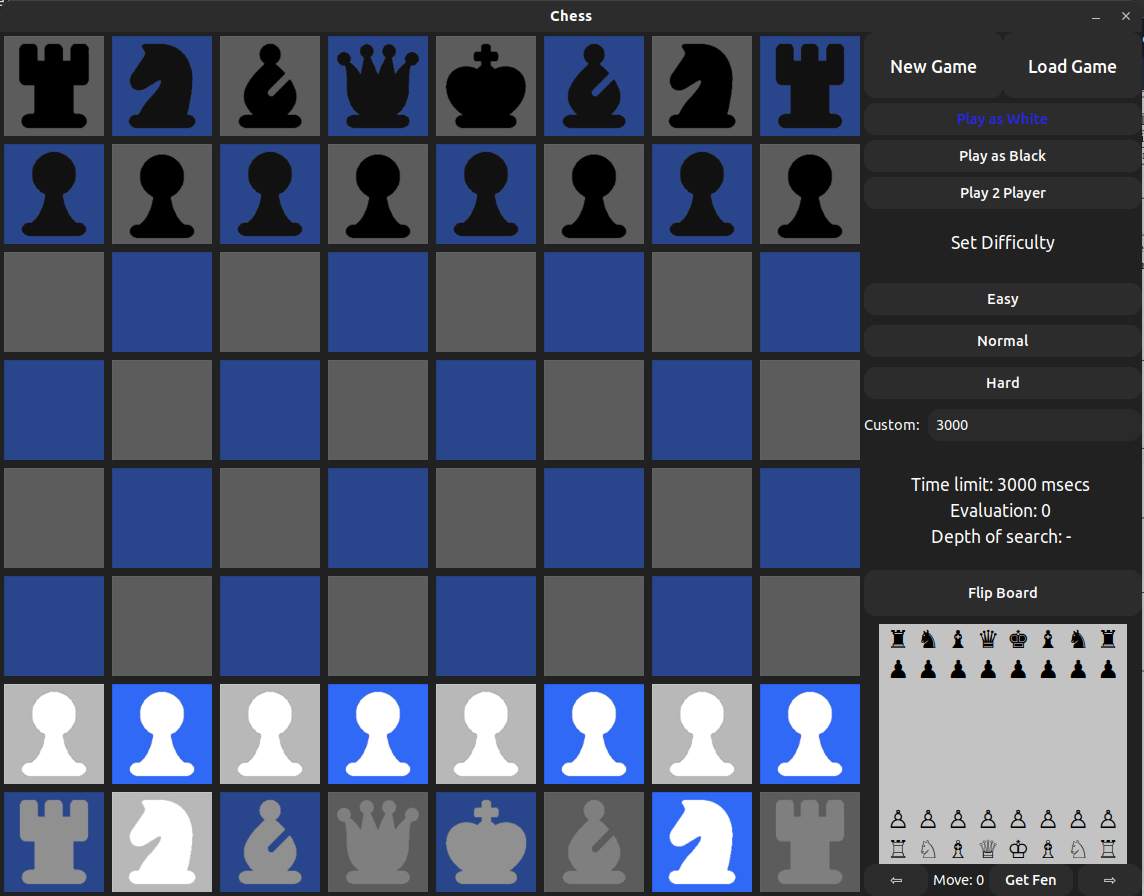 Chess
New Game Load Game
Play as White
Play as Black
Play 2 Player
Set Difficulty
Easy
Normal
Hard
Custom: 3000
Time limit: 3000 msecs
Evaluation: 0
Depth of search: -
Flip Board
♜ ♞ ♝ ♛ ♚ ♝ ♞ ♜
♟ ♟ ♟ ♟ ♟ ♟ ♟ ♟
♙ ♙ ♙ ♙ ♙ ♙ ♙ ♙
♖ ♘ ♗ ♕ ♔ ♗ ♘ ♖
⇦ Move: 0 Get Fen ⇨